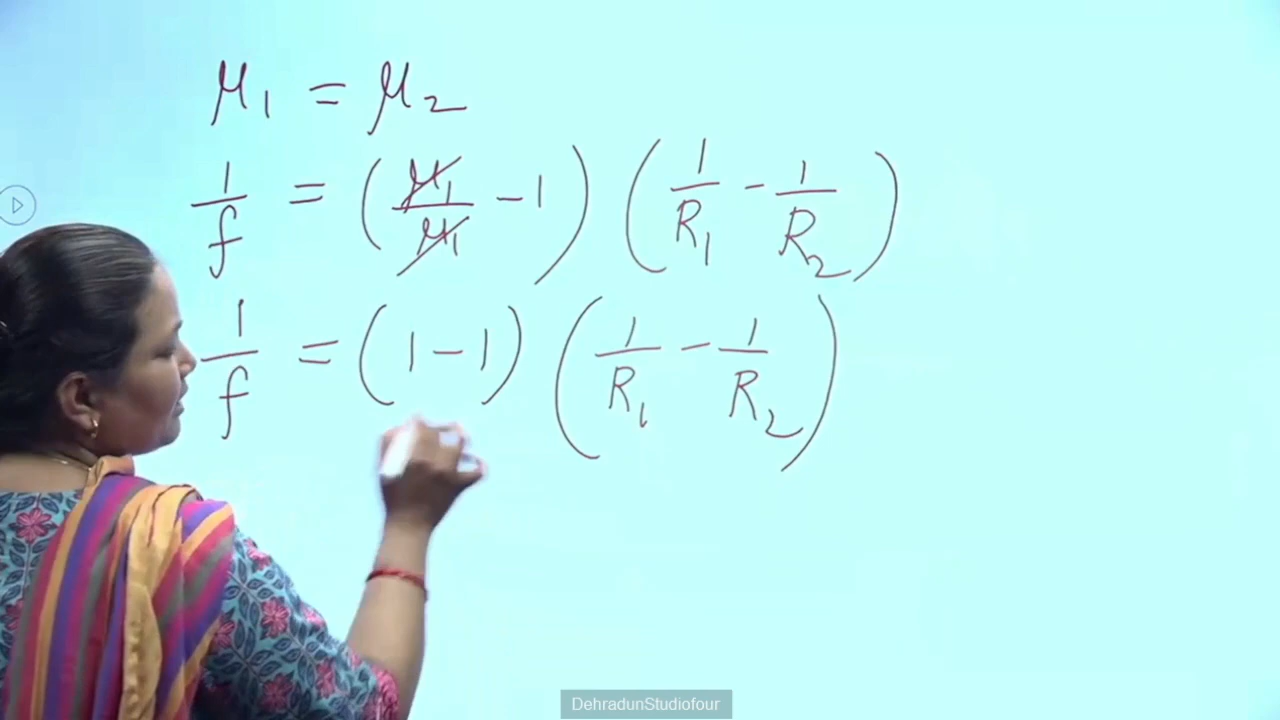 μ₁ = μ₂
1/f = (μ₁/μ₁ - 1) (1/R₁ - 1/R₂)
1/f = (1 - 1) (1/R₁ - 1/R₂)
DehradunStudiofour